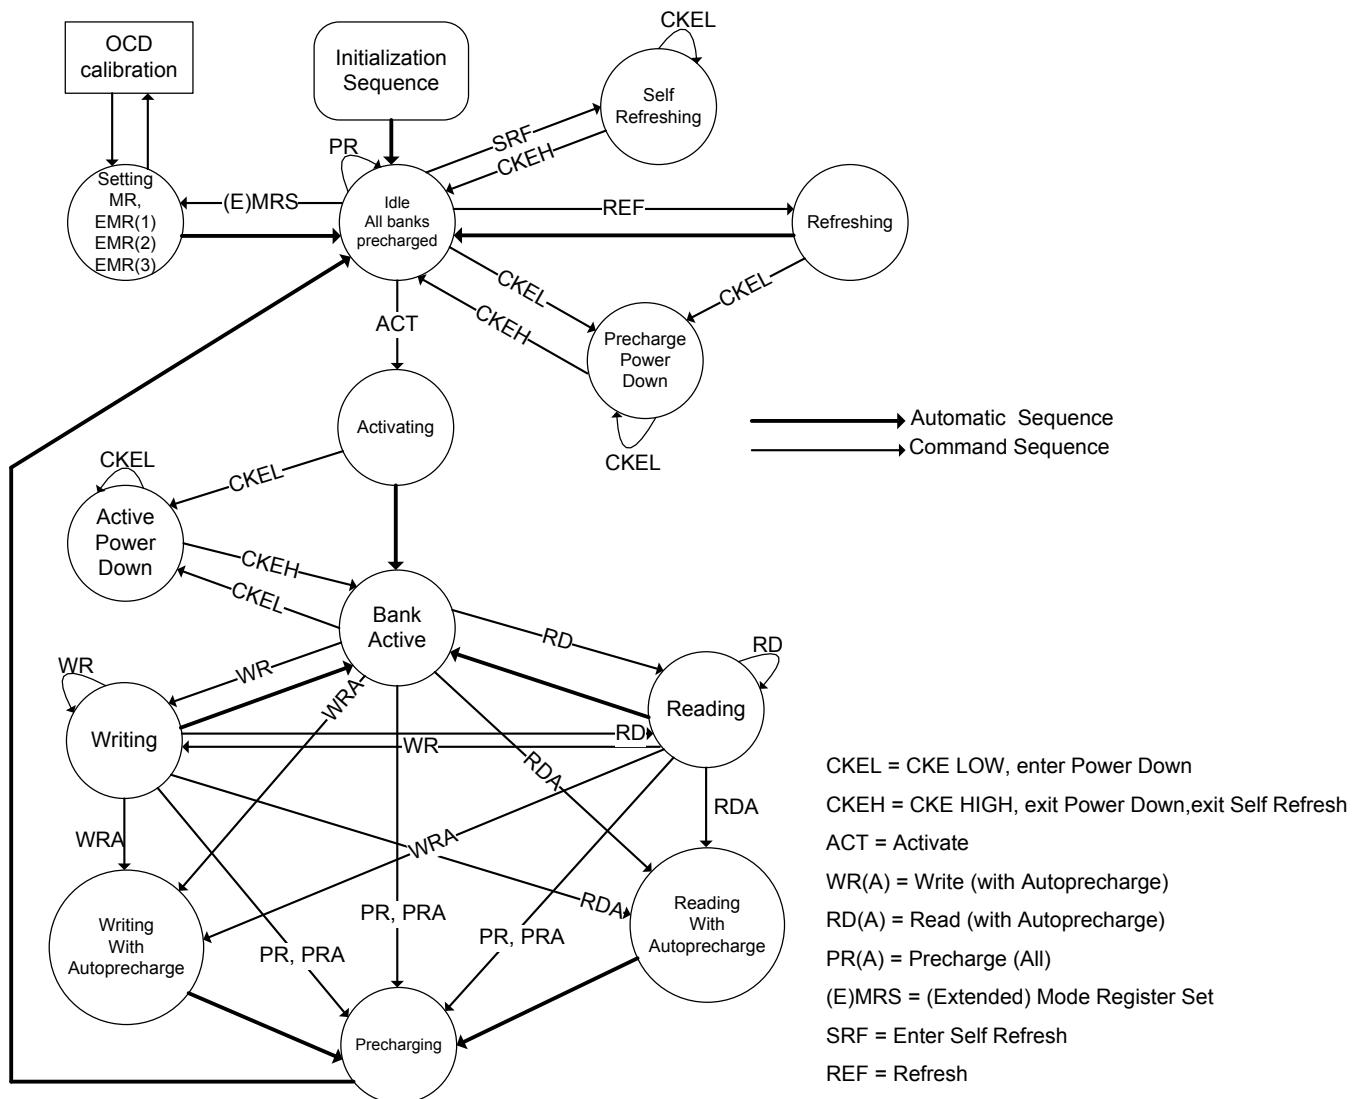 OCD
calibration
Initialization
Sequence
CKEL
Self
Refreshing
SRF
CKEH
PR
Setting
MR,
EMR(1)
EMR(2)
EMR(3)
(E)MRS
Idle
All banks
precharged
REF
Refreshing
CKEL
CKEH
CKEL
ACT
Precharge
Power
Down
CKEL
Automatic Sequence
Command Sequence
Activating
CKEL
CKEL
Active
Power
Down
CKEH
CKEL
Bank
Active
RD
RD
WR
WR
WRA
Reading
Writing
RD
WR
RDA
RDA
WRA
WRA
RDA
PR, PRA
PR, PRA
PR, PRA
Writing
With
Autoprecharge
Reading
With
Autoprecharge
Precharging
CKEL = CKE LOW, enter Power Down
CKEH = CKE HIGH, exit Power Down,exit Self Refresh
ACT = Activate
WR(A) = Write (with Autoprecharge)
RD(A) = Read (with Autoprecharge)
PR(A) = Precharge (All)
(E)MRS = (Extended) Mode Register Set
SRF = Enter Self Refresh
REF = Refresh